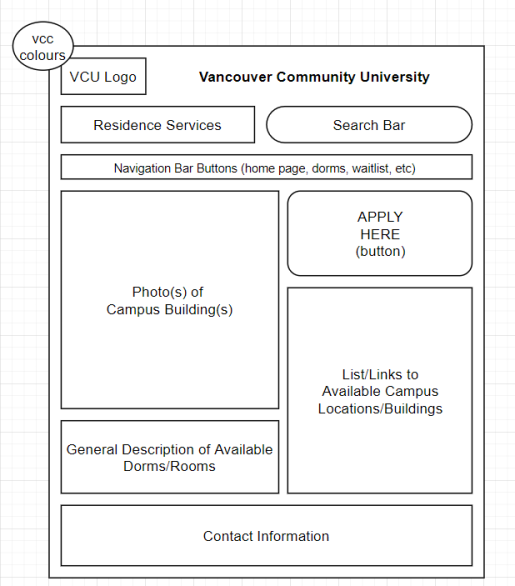 vcc
colours
VCU Logo
Vancouver Community University
Residence Services
Search Bar
Navigation Bar Buttons (home page, dorms, waitlist, etc)
Photo(s) of
Campus Building(s)
APPLY
HERE
(button)
List/Links to
Available Campus
Locations/Buildings
General Description of Available
Dorms/Rooms
Contact Information